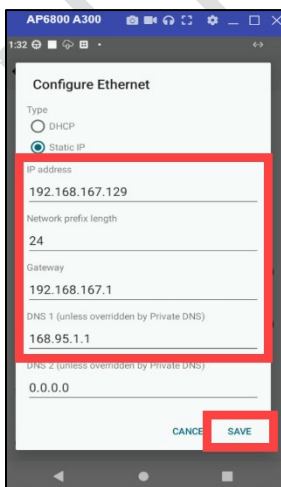 AP6800 A300
1:32
Configure Ethernet
Type
DHCP
Static IP
IP address
192.168.167.129
Network prefix length
24
Gateway
192.168.167.1
DNS 1 (unless overridden by Private DNS)
168.95.1.1
DNS 2 (unless overridden by Private DNS)
0.0.0.0
CANCE SAVE